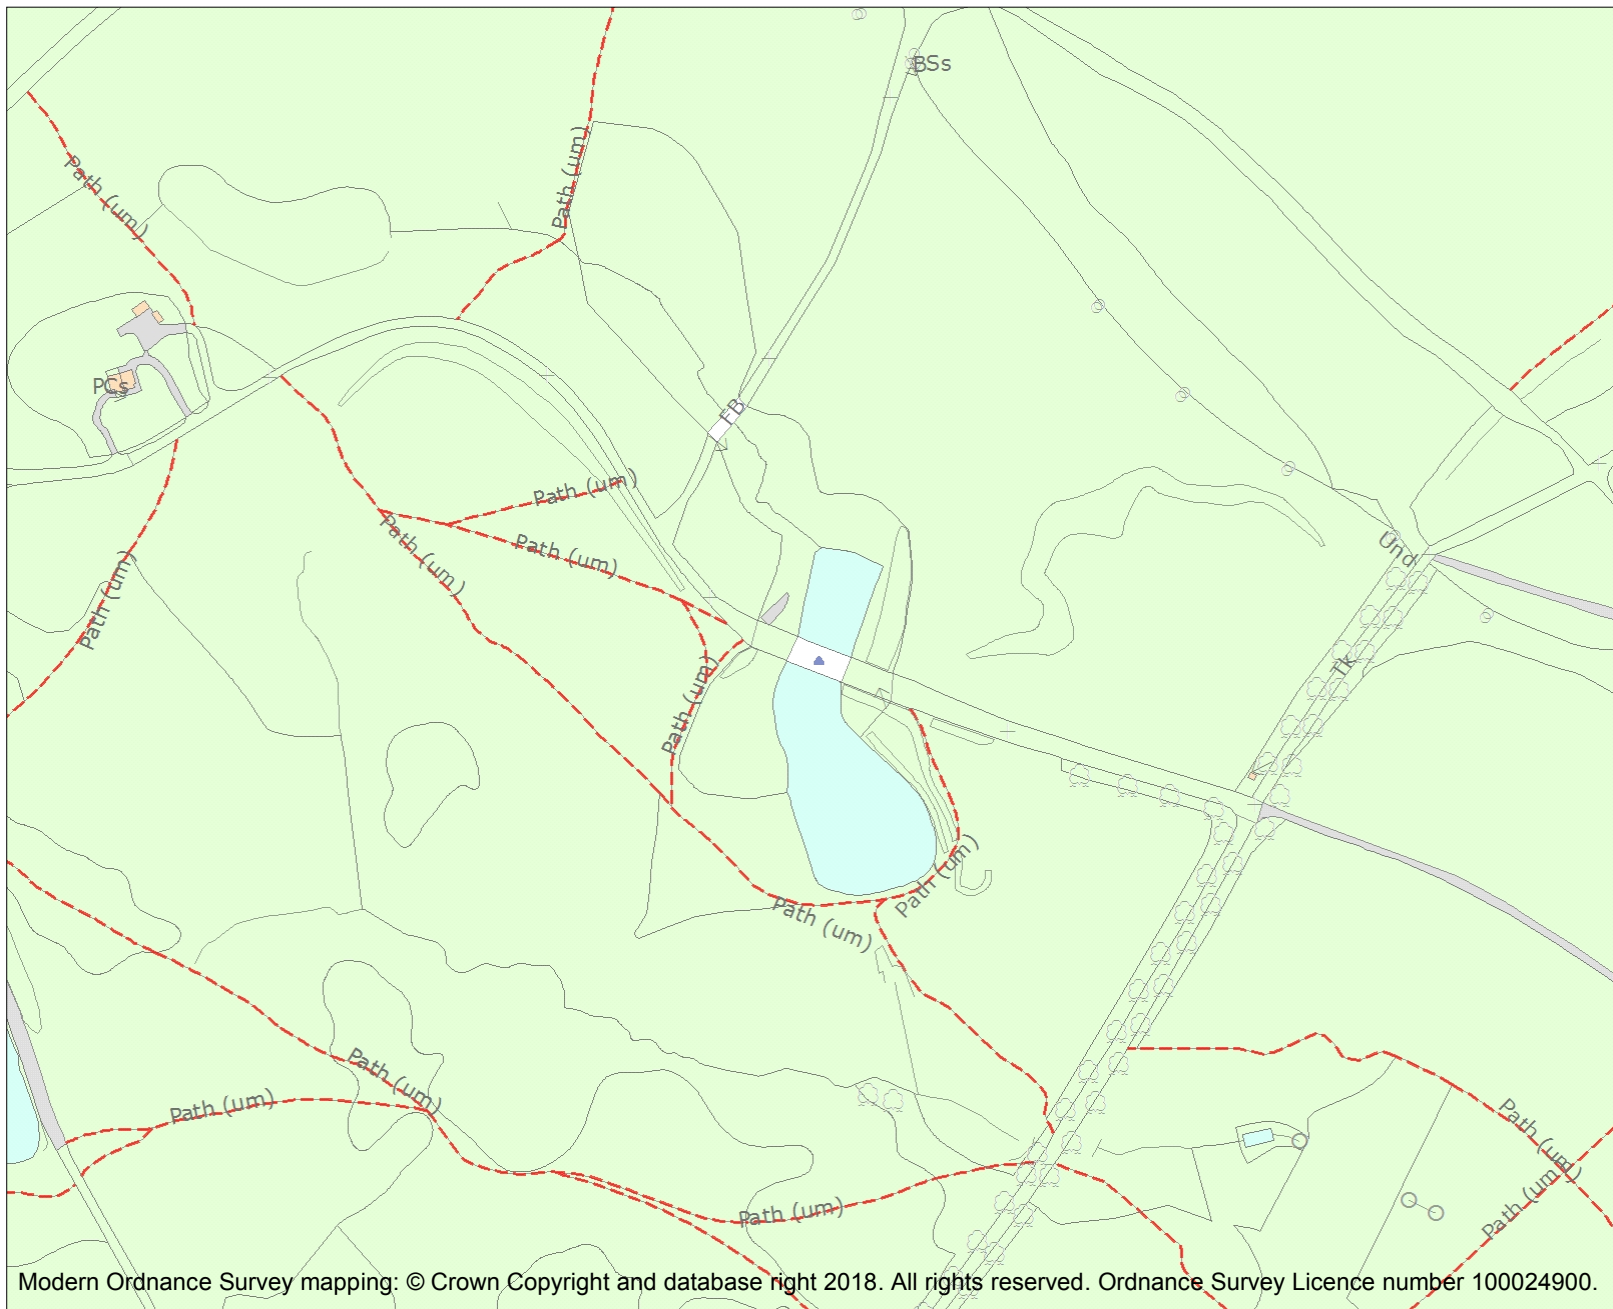 BSs
Path (um)
Path (um)
PCs
FB
Path (um)
Path (um)
Path (um)
Und
Path (um)
Tk
Path (um)
Path (um)
Path (um)
Path (um)
Path (um)
Path (um)
Path (um)
Path (um)
Modern Ordnance Survey mapping: © Crown Copyright and database right 2018. All rights reserved. Ordnance Survey Licence number 100024900.